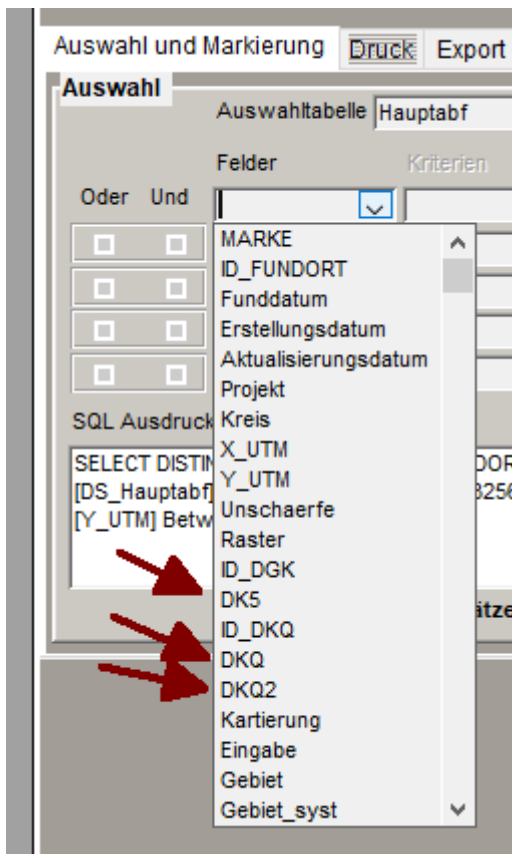 Auswahl und Markierung Druck Export
Auswahl
Auswahltabelle Hauptabf
Felder Kriterien
Oder Und
MARKE
ID_FUNDORT
Funddatum
Erstellungsdatum
Aktualisierungsdatum
Projekt
Kreis
X_UTM
Y_UTM
Unschaerfe
Raster
ID_DGK
DK5
ID_DKQ
DKQ
DKQ2
Kartierung
Eingabe
Gebiet
Gebiet_syst
SQL Ausdruck
SELECT DISTIN
[DS_Hauptabf] 3256
[Y_UTM] Betw
ätze